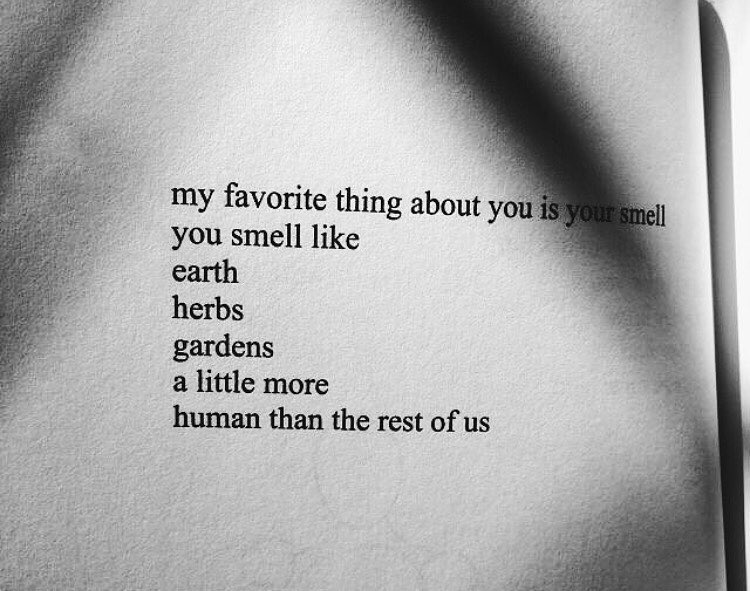 my favorite thing about you is your smell
you smell like
earth
herbs
gardens
a little more
human than the rest of us